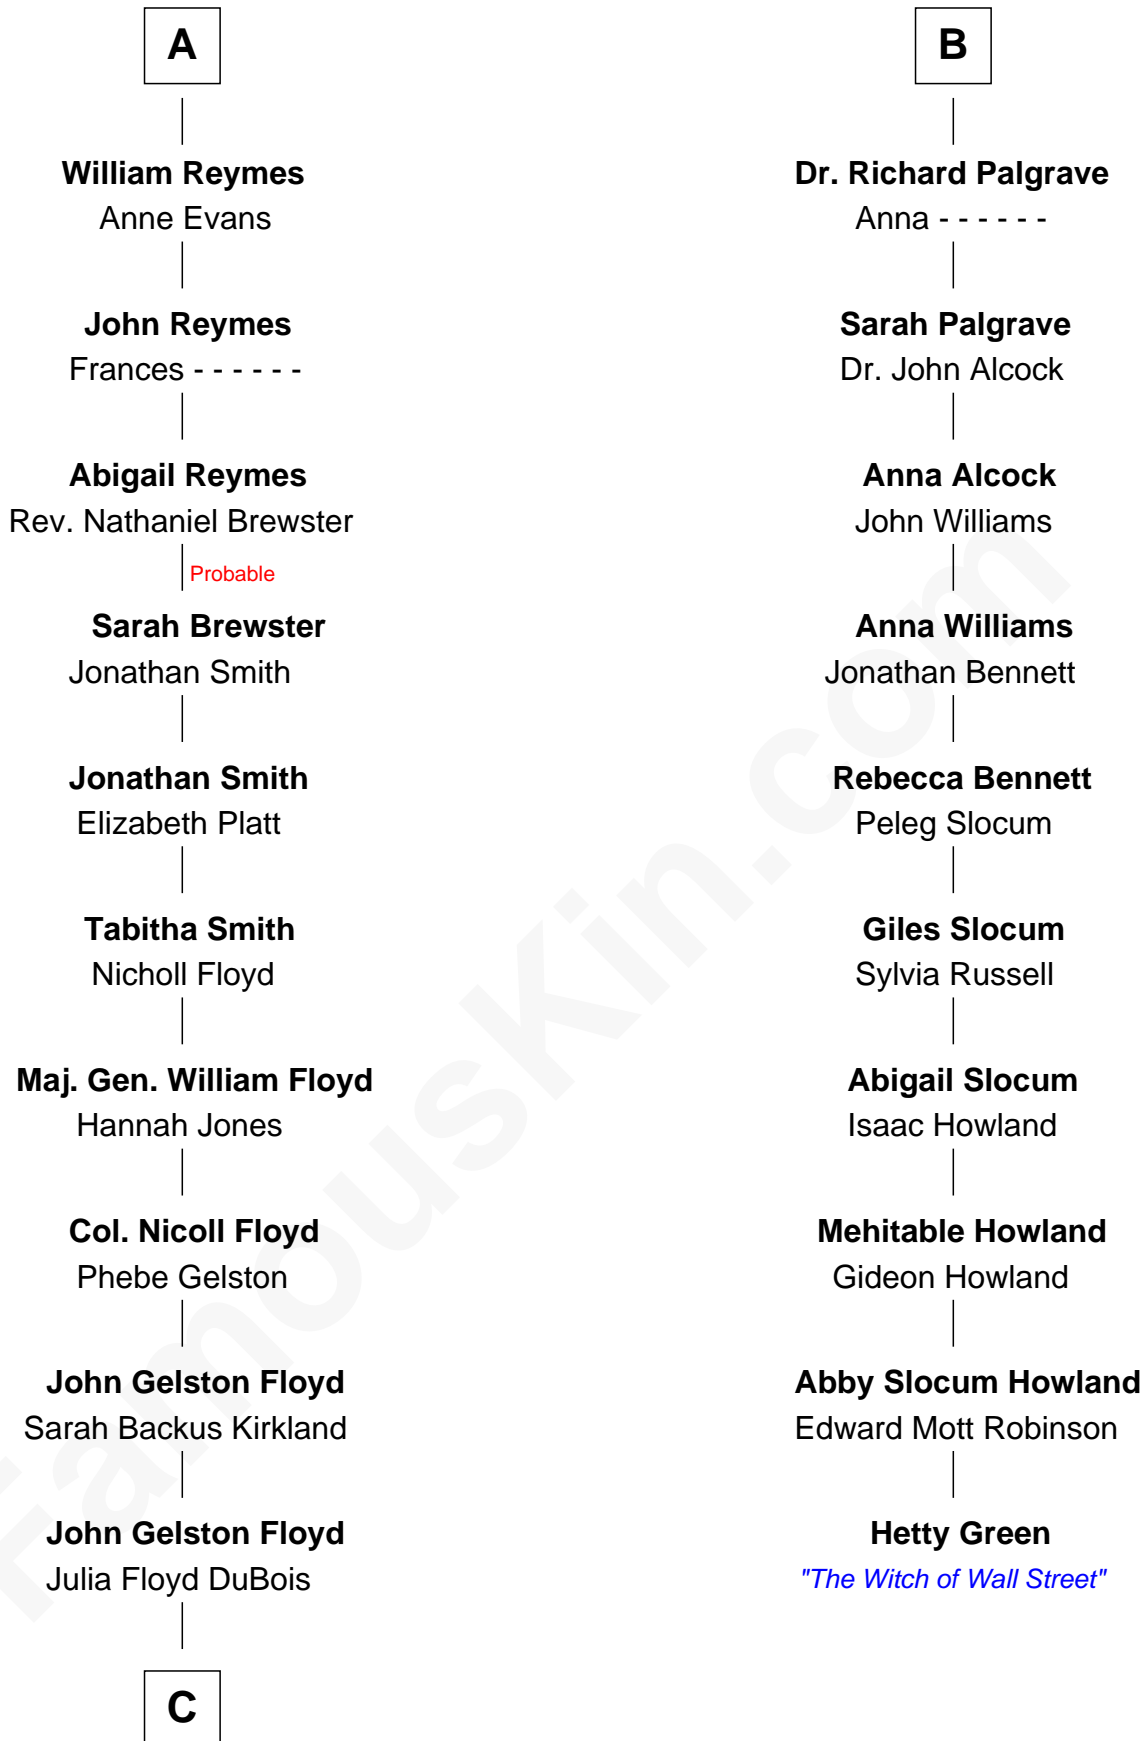 A
William Reymes
Anne Evans
John Reymes
Frances - - - - - -
Abigail Reymes
Rev. Nathaniel Brewster
Probable
Sarah Brewster
Jonathan Smith
Jonathan Smith
Elizabeth Platt
Tabitha Smith
Nicholl Floyd
Maj. Gen. William Floyd
Hannah Jones
Col. Nicoll Floyd
Phebe Gelston
John Gelston Floyd
Sarah Backus Kirkland
John Gelston Floyd
Julia Floyd DuBois
C
B
Dr. Richard Palgrave
Anna - - - - - -
Sarah Palgrave
Dr. John Alcock
Anna Alcock
John Williams
Anna Williams
Jonathan Bennett
Rebecca Bennett
Peleg Slocum
Giles Slocum
Sylvia Russell
Abigail Slocum
Isaac Howland
Mehitable Howland
Gideon Howland
Abby Slocum Howland
Edward Mott Robinson
Hetty Green
"The Witch of Wall Street"
FamousKin.com